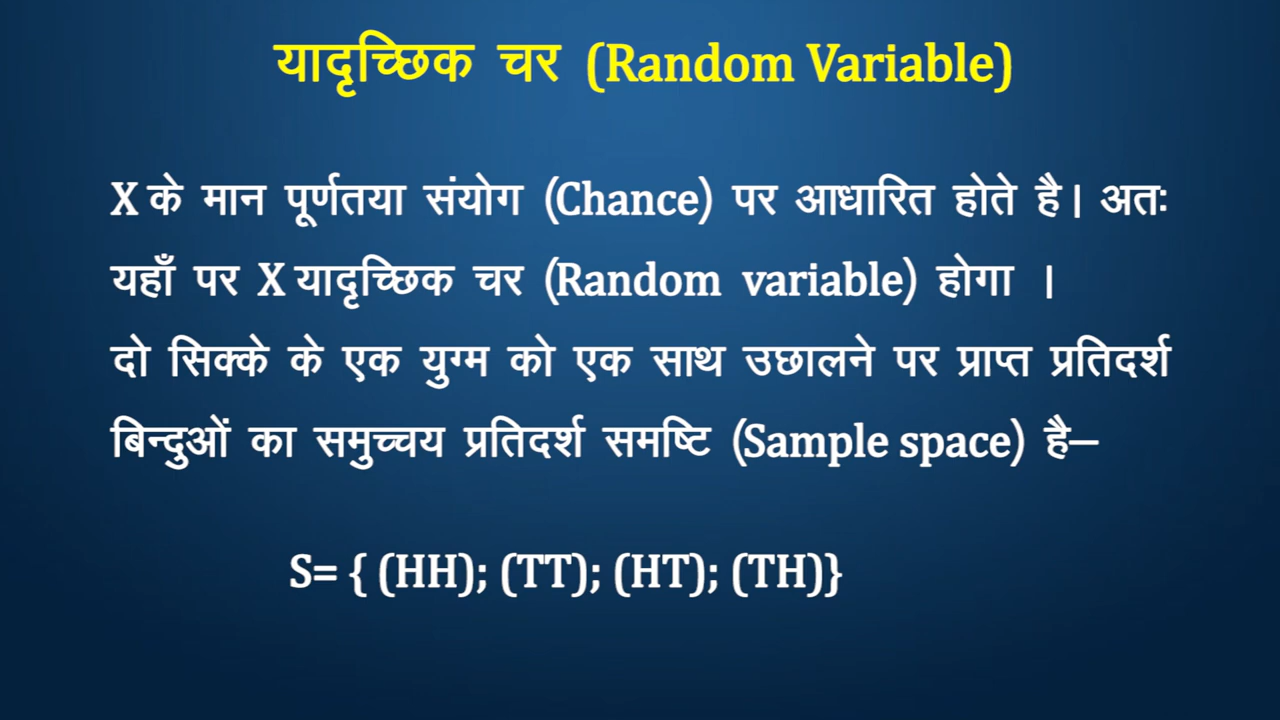 यादृच्छिक चर (Random Variable)
X के मान पूर्णतया संयोग (Chance) पर आधारित होते है। अतः
यहाँ पर X यादृच्छिक चर (Random variable) होगा ।
दो सिक्के के एक युग्म को एक साथ उछालने पर प्राप्त प्रतिदर्श
बिन्दुओं का समुच्चय प्रतिदर्श समष्टि (Sample space) है–
S= { (HH); (TT); (HT); (TH)}